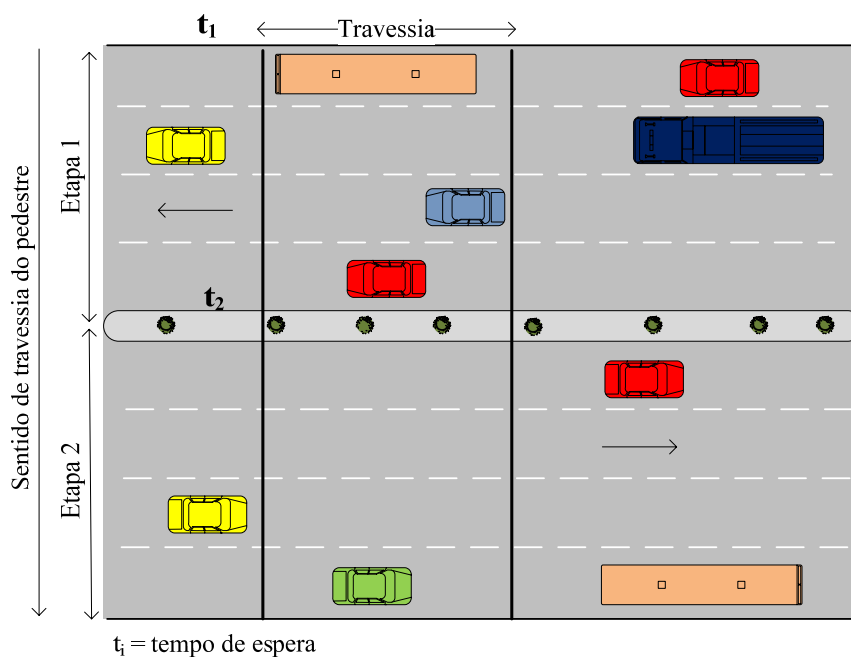 t1
Travessia
Sentido de travessia do pedestre
Etapa 1
t2
Etapa 2
ti = tempo de espera